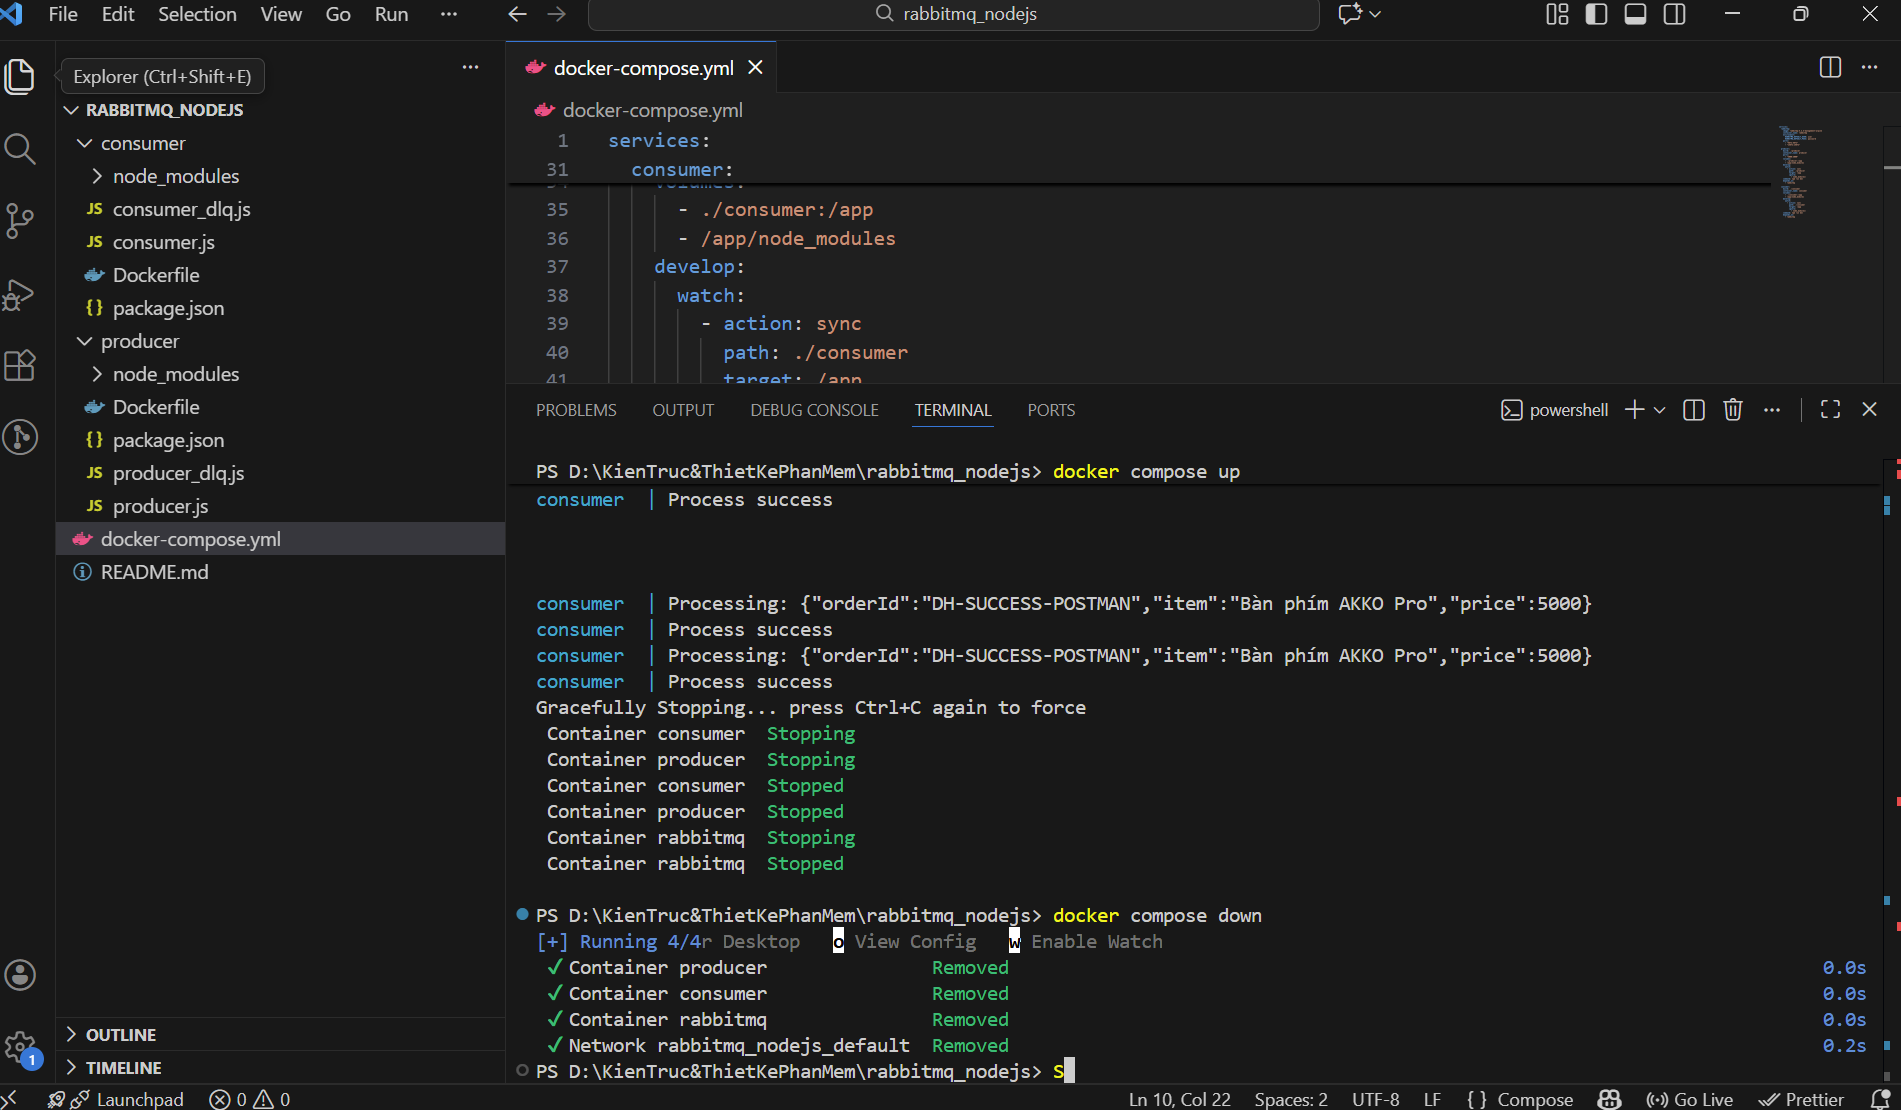 File Edit Selection View Go Run ···
rabbitmq_nodejs
Explorer (Ctrl+Shift+E)
RABBITMQ_NODEJS
consumer
node_modules
JS consumer_dlq.js
JS consumer.js
Dockerfile
{} package.json
producer
node_modules
Dockerfile
{} package.json
JS producer_dlq.js
JS producer.js
docker-compose.yml
README.md
OUTLINE
TIMELINE
1
docker-compose.yml
docker-compose.yml
1 services:
31 consumer:
volumes:
35 - ./consumer:/app
36 - /app/node_modules
37 develop:
38 watch:
39 - action: sync
40 path: ./consumer
41 target: /app
PROBLEMS OUTPUT DEBUG CONSOLE TERMINAL PORTS
powershell
PS D:\KienTruc&ThietKePhanMem\rabbitmq_nodejs> docker compose up
consumer | Process success
consumer | Processing: {"orderId":"DH-SUCCESS-POSTMAN","item":"Bàn phím AKKO Pro","price":5000}
consumer | Process success
consumer | Processing: {"orderId":"DH-SUCCESS-POSTMAN","item":"Bàn phím AKKO Pro","price":5000}
consumer | Process success
Gracefully Stopping... press Ctrl+C again to force
Container consumer Stopping
Container producer Stopping
Container consumer Stopped
Container producer Stopped
Container rabbitmq Stopping
Container rabbitmq Stopped
PS D:\KienTruc&ThietKePhanMem\rabbitmq_nodejs> docker compose down
[+] Running 4/4r Desktop o View Config w Enable Watch
✓ Container producer Removed 0.0s
✓ Container consumer Removed 0.0s
✓ Container rabbitmq Removed 0.0s
✓ Network rabbitmq_nodejs_default Removed 0.2s
PS D:\KienTruc&ThietKePhanMem\rabbitmq_nodejs> S
Launchpad 0 0 Ln 10, Col 22 Spaces: 2 UTF-8 LF {} Compose Go Live Prettier